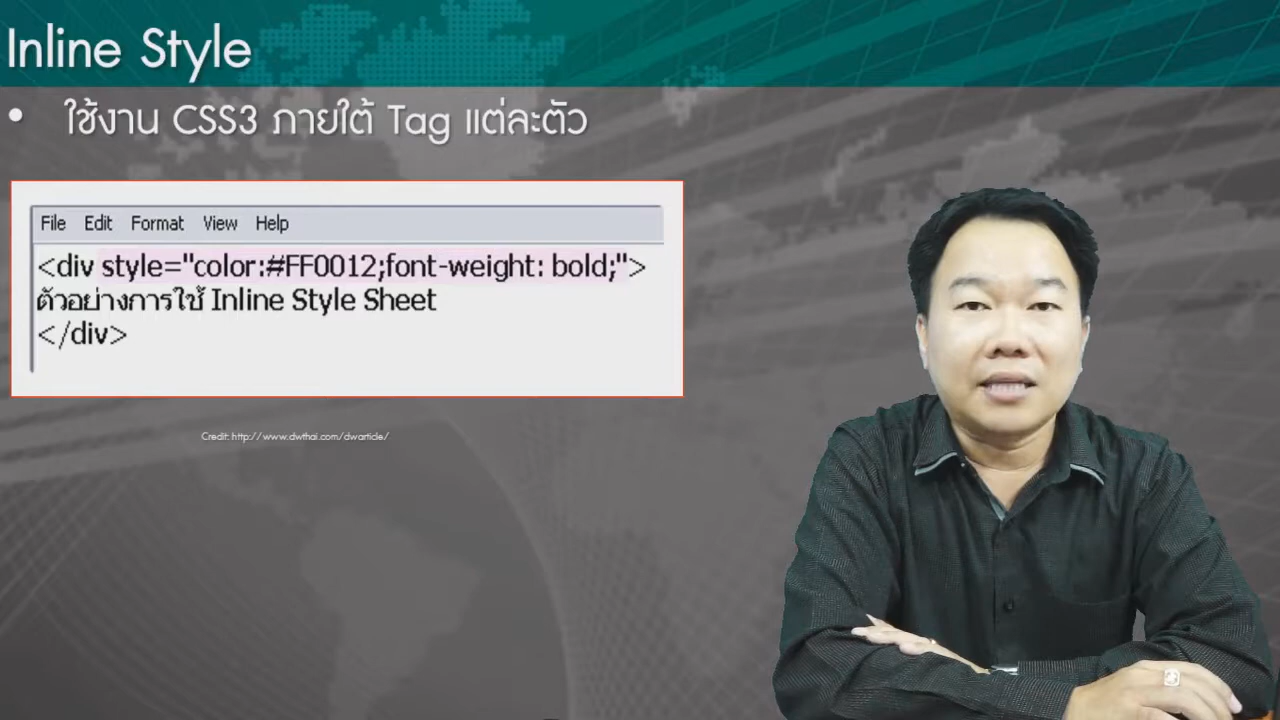 Inline Style
• ใช้งาน CSS3 ภายใต้ Tag แต่ละตัว
File Edit Format View Help
<div style="color:#FF0012;font-weight: bold;">
ตัวอย่างการใช้ Inline Style Sheet
</div>
Credit: http://www.dwthai.com/dwarticle/